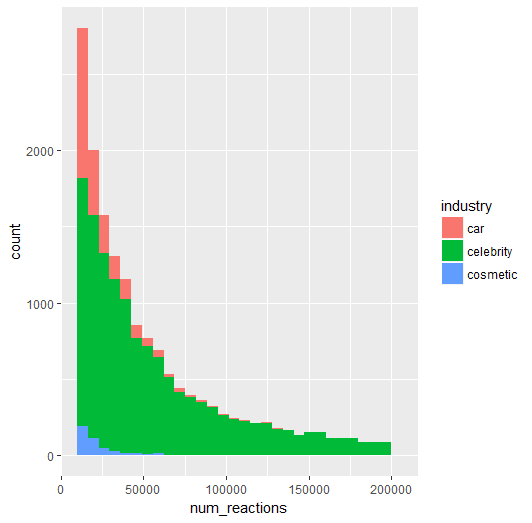 2000
1000
0
count
0
50000
100000
150000
200000
num_reactions
industry
car
celebrity
cosmetic